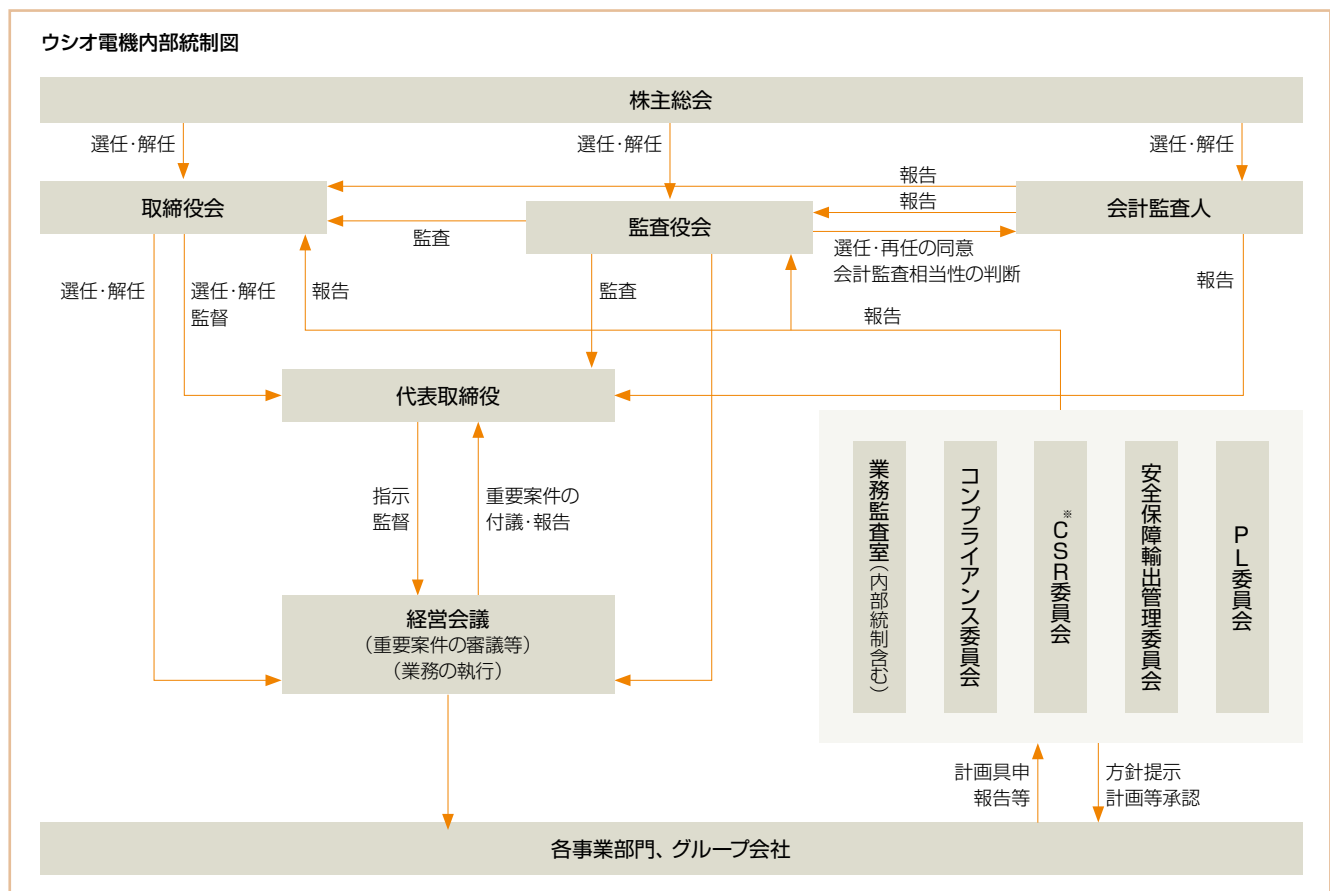 ウシオ電機内部統制図
株主総会
選任・解任
選任・解任
選任・解任
取締役会
監査役会
会計監査人
報告
報告
監査
選任・再任の同意
会計監査相当性の判断
選任・解任
選任・解任
監督
報告
監査
報告
報告
代表取締役
指示
監督
重要案件の
付議・報告
経営会議
（重要案件の審議等）
（業務の執行）
業務監査室（内部統制含む）
コンプライアンス委員会
※CSR委員会
安全保障輸出管理委員会
PL委員会
計画具申
報告等
方針提示
計画等承認
各事業部門、グループ会社